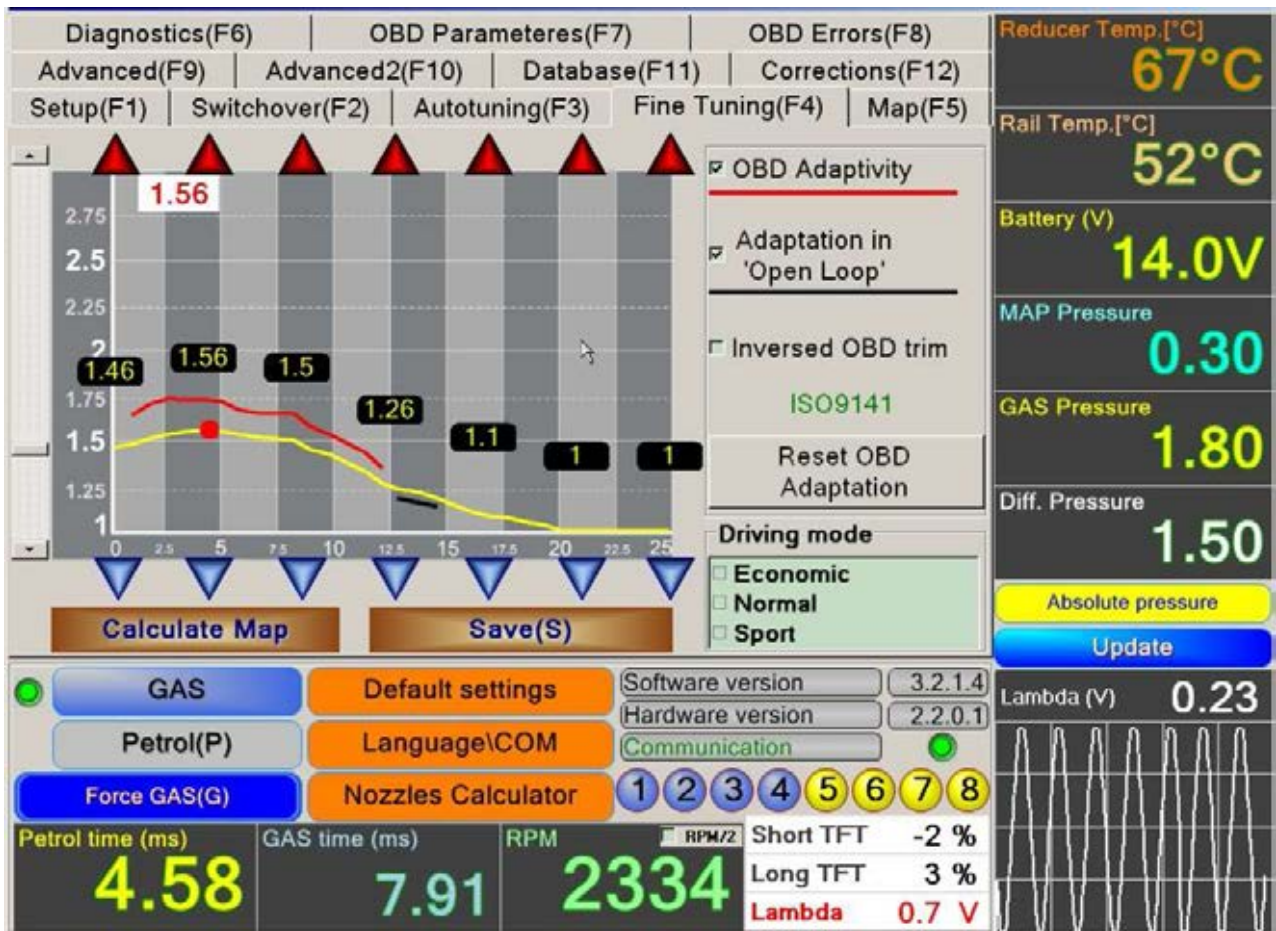 Diagnostics(F6) OBD Parameteres(F7) OBD Errors(F8)
Advanced(F9) Advanced2(F10) Database(F11) Corrections(F12)
Setup(F1) Switchover(F2) Autotuning(F3) Fine Tuning(F4) Map(F5)
1.56
2.75
2.5
2.25
2
1.75
1.5
1.25
1
1.46 1.56 1.5 1.26 1.1 1 1
0 2.5 5 7.5 10 12.5 15 17.5 20 22.5 25
Calculate Map Save(S)
OBD Adaptivity
Adaptation in
'Open Loop'
Inversed OBD trim
ISO9141
Reset OBD
Adaptation
Driving mode
Economic
Normal
Sport
Reducer Temp.[°C]
67°C
Rail Temp.[°C]
52°C
Battery (V)
14.0V
MAP Pressure
0.30
GAS Pressure
1.80
Diff. Pressure
1.50
Absolute pressure
Update
Lambda (V) 0.23
GAS Default settings Software version 3.2.1.4
Hardware version 2.2.0.1
Petrol(P) Language\COM Communication
Force GAS(G) Nozzles Calculator 1 2 3 4 5 6 7 8
Petrol time (ms) GAS time (ms) RPM RPM/2
4.58 7.91 2334
Short TFT -2 %
Long TFT 3 %
Lambda 0.7 V